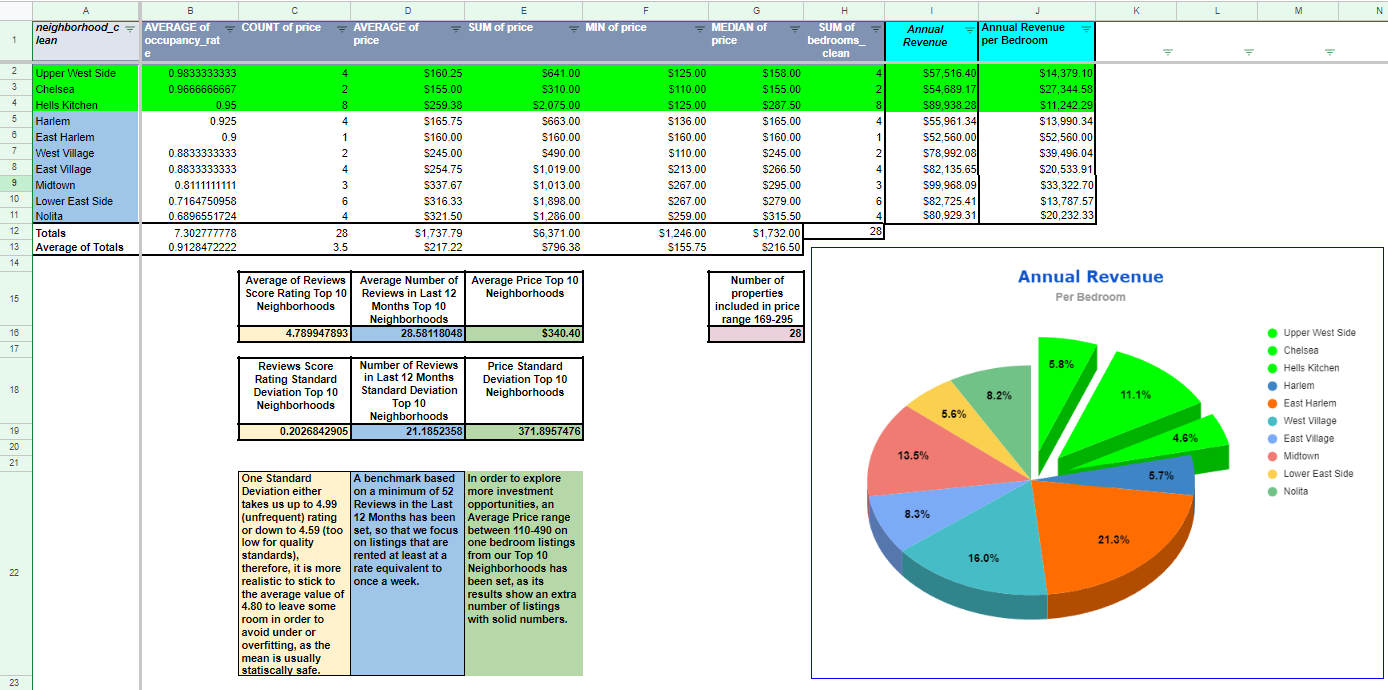 A B C D E F G H I J K L M N
1 neighborhood_c lean AVERAGE of occupancy_rat e COUNT of price AVERAGE of price SUM of price MIN of price MEDIAN of price SUM of bedrooms_ clean Annual Revenue Annual Revenue per Bedroom
2 Upper West Side 0.9833333333 4 $160.25 $641.00 $125.00 $158.00 4 $57,516.40 $14,379.10
3 Chelsea 0.9666666667 2 $155.00 $310.00 $110.00 $155.00 2 $54,689.17 $27,344.58
4 Hells Kitchen 0.95 8 $259.38 $2,075.00 $125.00 $287.50 8 $89,938.28 $11,242.29
5 Harlem 0.925 4 $165.75 $663.00 $136.00 $165.00 4 $55,961.34 $13,990.34
6 East Harlem 0.9 1 $160.00 $160.00 $160.00 $160.00 1 $52,560.00 $52,560.00
7 West Village 0.8833333333 2 $245.00 $490.00 $110.00 $245.00 2 $78,992.08 $39,496.04
8 East Village 0.8833333333 4 $254.75 $1,019.00 $213.00 $266.50 4 $82,135.65 $20,533.91
9 Midtown 0.8111111111 3 $337.67 $1,013.00 $267.00 $295.00 3 $99,968.09 $33,322.70
10 Lower East Side 0.7164750958 6 $316.33 $1,898.00 $267.00 $279.00 6 $82,725.41 $13,787.57
11 Nolita 0.6896551724 4 $321.50 $1,286.00 $259.00 $315.50 4 $80,929.31 $20,232.33
12 Totals 7.302777778 28 $1,737.79 $6,371.00 $1,246.00 $1,732.00 28
13 Average of Totals 0.9128472222 3.5 $217.22 $796.38 $155.75 $216.50
14
15
Average of Reviews
Score Rating Top 10
Neighborhoods
Average Number of
Reviews in Last 12
Months Top 10
Neighborhoods
Average Price Top 10
Neighborhoods
Number of
properties
included in price
range 169-295
16 4.789947893 28.58118048 $340.40 28
17
18
Reviews Score
Rating Standard
Deviation Top 10
Neighborhoods
Number of Reviews
in Last 12 Months
Standard Deviation
Top 10
Neighborhoods
Price Standard
Deviation Top 10
Neighborhoods
19 0.2026842905 21.1852358 371.8957476
20
21
22
One Standard
Deviation either
takes us up to 4.99
(unfrequent) rating
or down to 4.59 (too
low for quality
standards),
therefore, it is more
realistic to stick to
the average value of
4.80 to leave some
room in order to
avoid under or
overfitting, as the
mean is usually
statiscally safe.
A benchmark based
on a minimum of 52
Reviews in the Last
12 Months has been
set, so that we focus
on listings that are
rented at least at a
rate equivalent to
once a week.
In order to explore
more investment
opportunities, an
Average Price range
between 110-490 on
one bedroom listings
from our Top 10
Neighborhoods has
been set, as its
results show an extra
number of listings
with solid numbers.
23
Annual Revenue
Per Bedroom
5.8%
11.1%
4.6%
5.7%
21.3%
16.0%
8.3%
13.5%
5.6%
8.2%
Upper West Side
Chelsea
Hells Kitchen
Harlem
East Harlem
West Village
East Village
Midtown
Lower East Side
Nolita